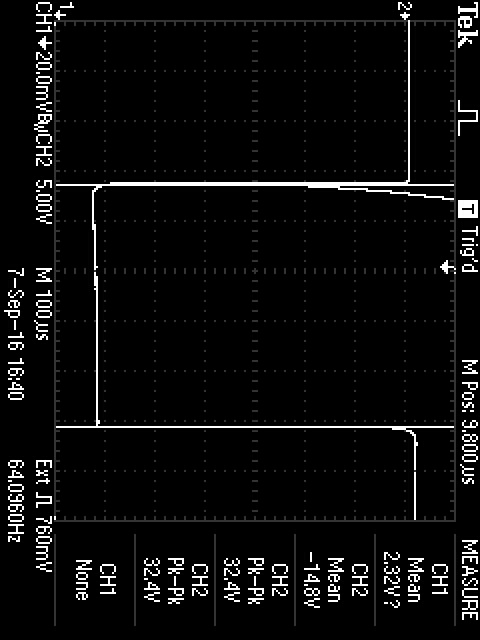 Tek
T Trig'd
M Pos: 9.800µs
MEASURE
2
1
CH1
Mean
2.32V?
CH2
Mean
-14.8V
CH2
Pk-Pk
32.4V
CH2
Pk-Pk
32.4V
CH1
None
CH1 20.0mVBW CH2 5.00V M 100µs Ext 760mV
7-Sep-16 16:40 64.0960Hz